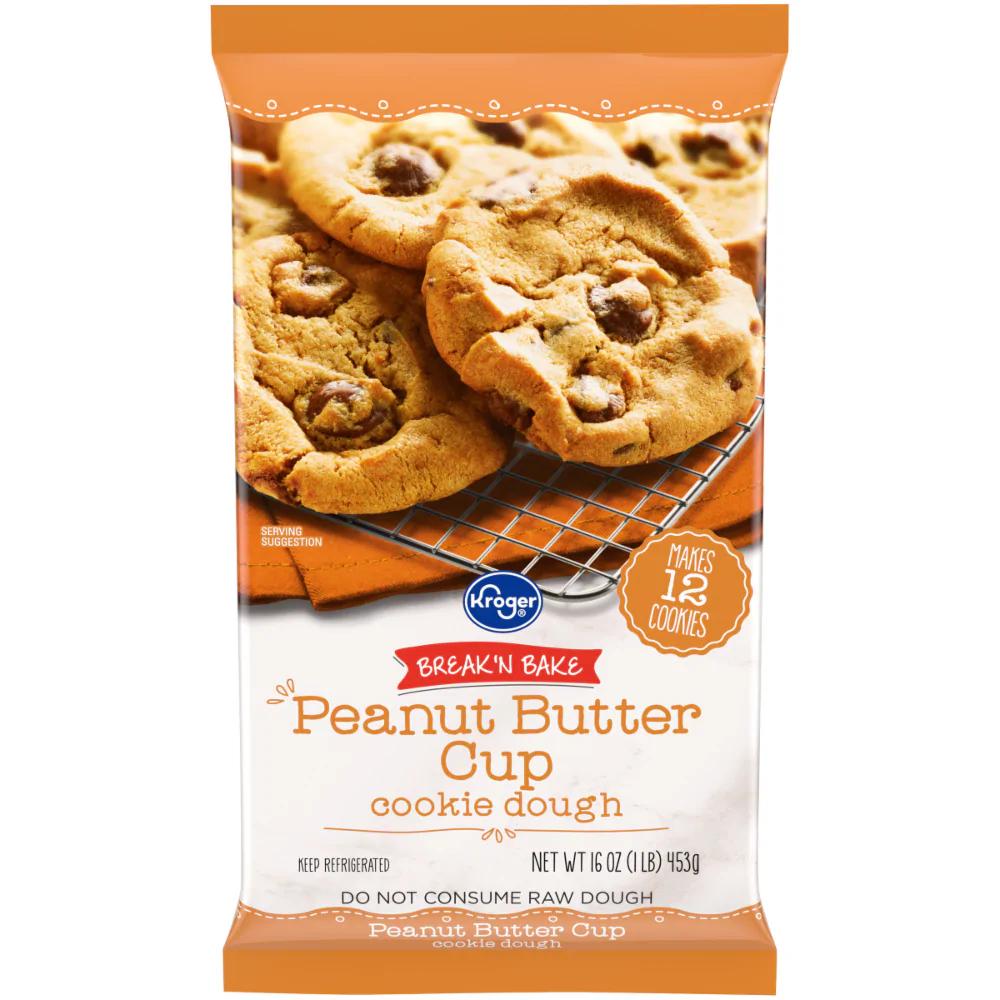 SERVING
SUGGESTION
MAKES
12
COOKIES
Kroger®
BREAK'N BAKE
Peanut Butter
Cup
cookie dough
KEEP REFRIGERATED
NET WT 16 OZ (1 LB) 453g
DO NOT CONSUME RAW DOUGH
Peanut Butter Cup
cookie dough